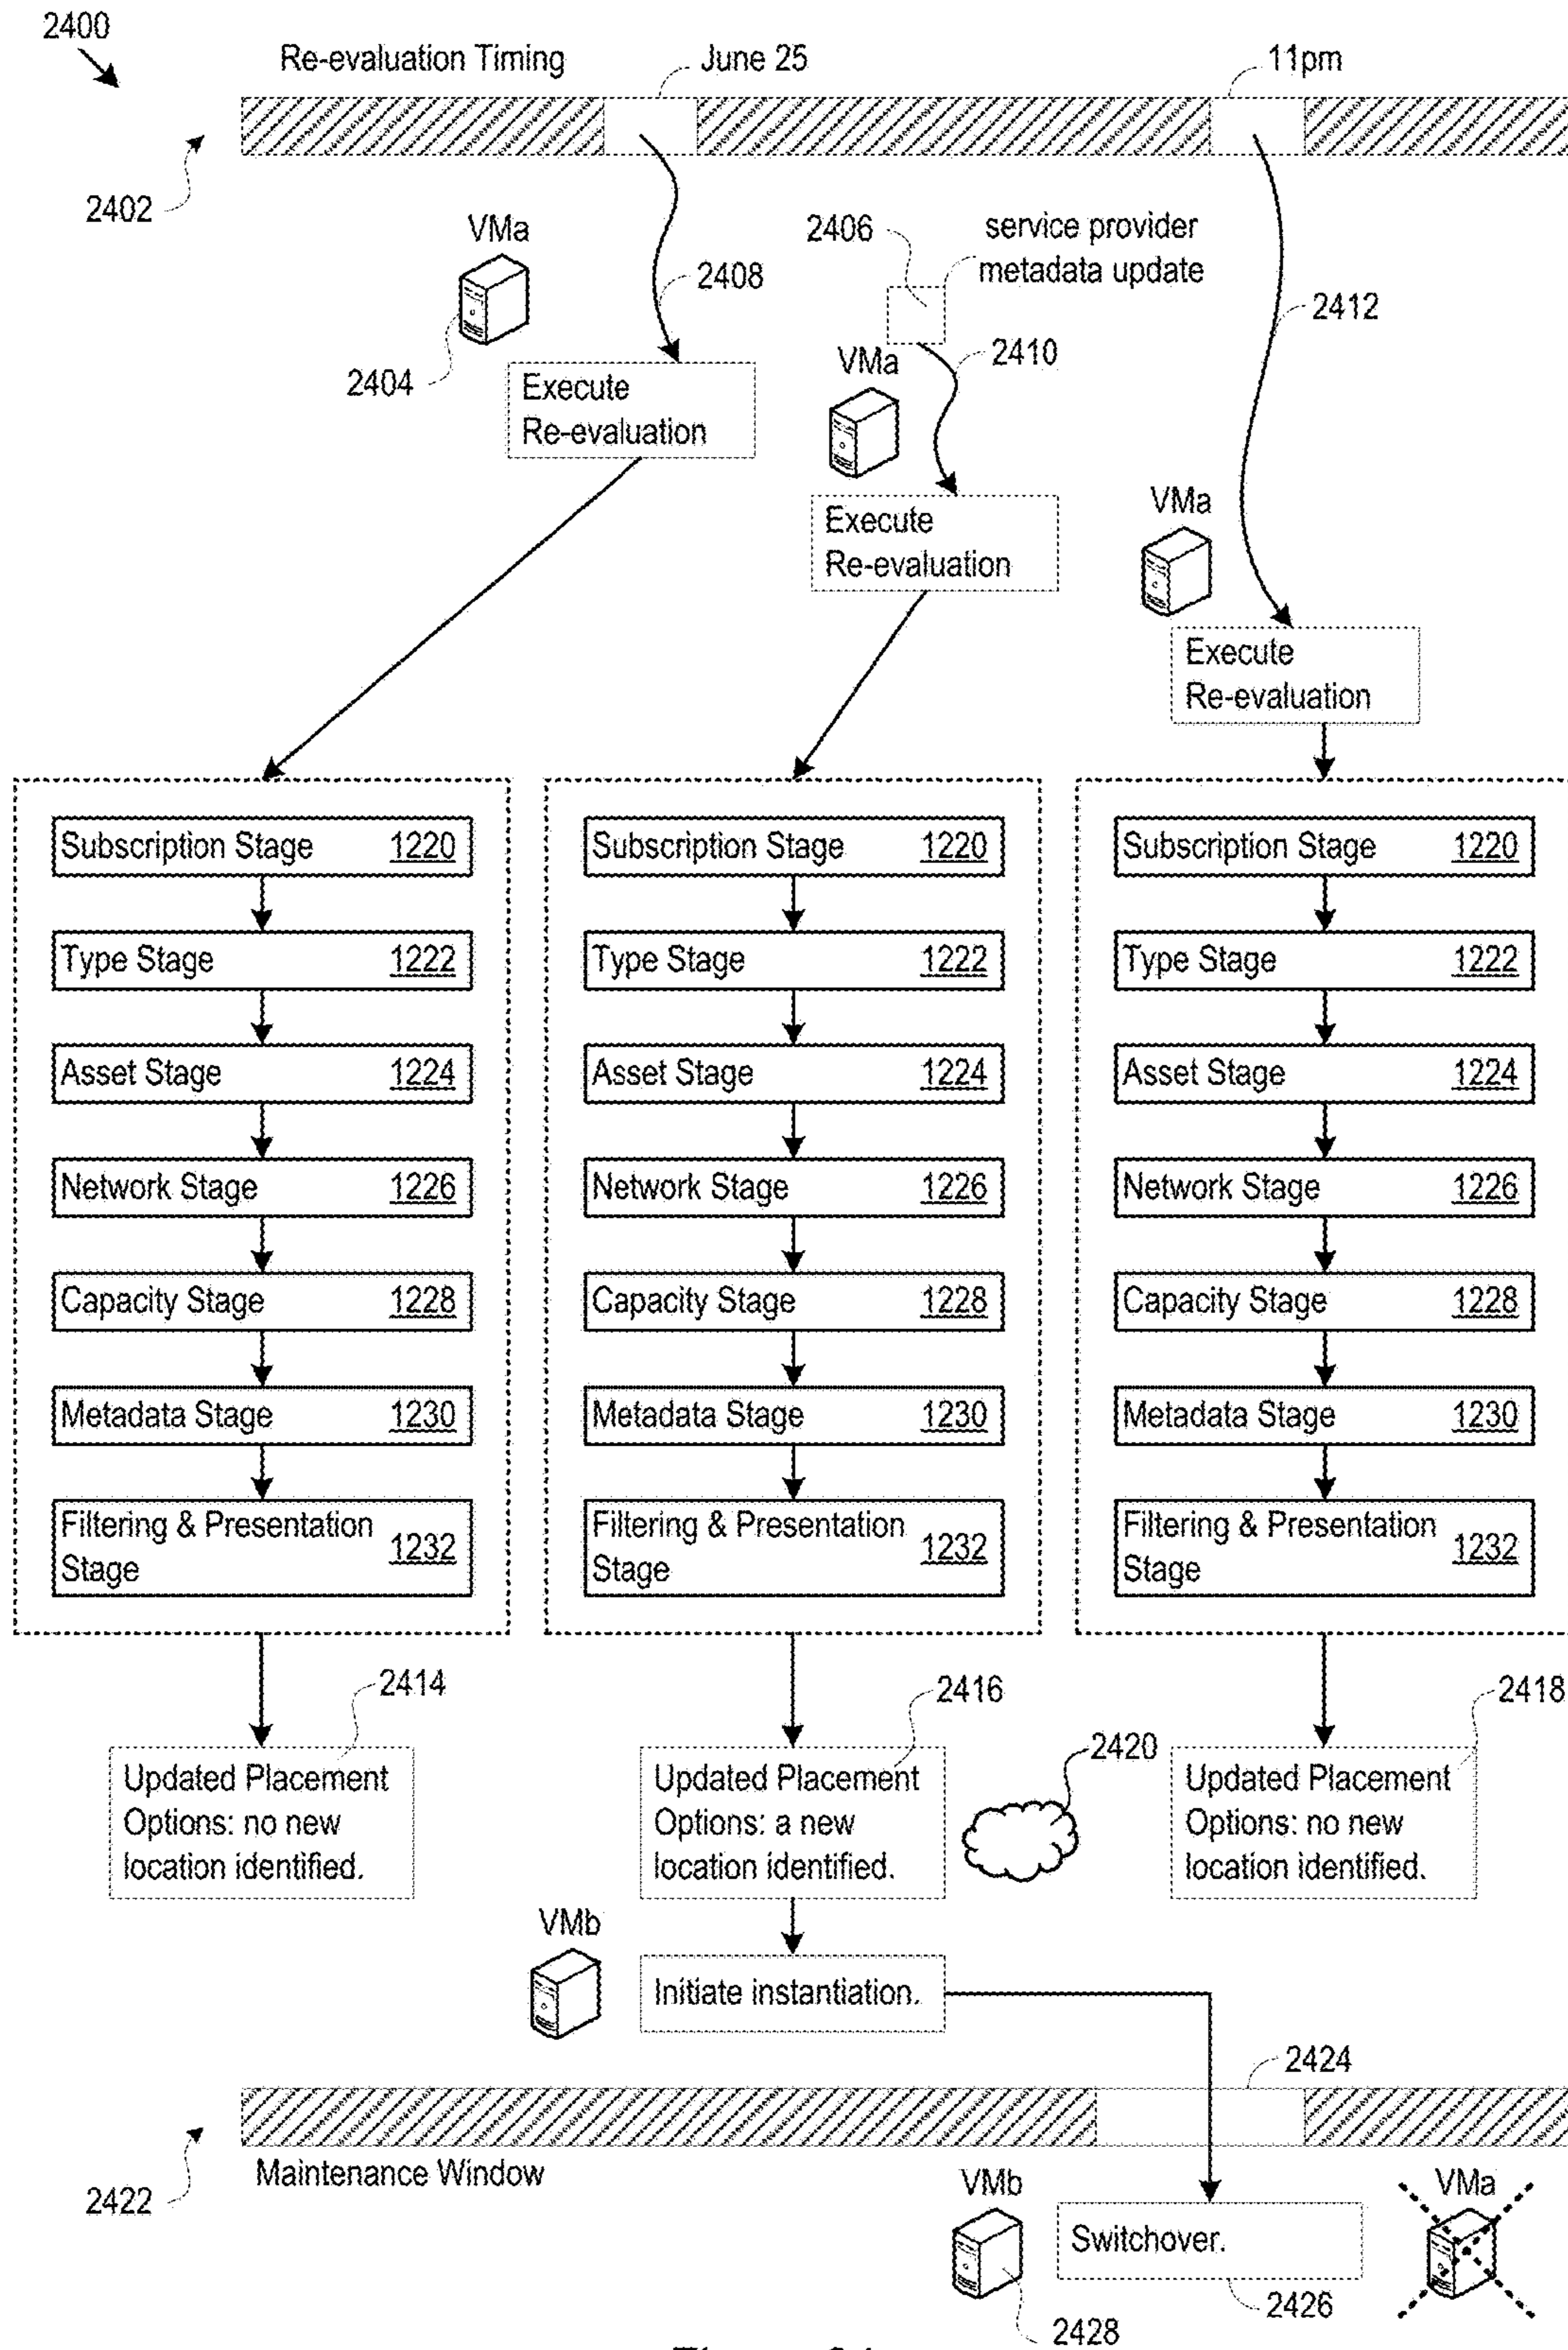 2400
Re-evaluation Timing
June 25
11pm
2402
VMa
2404
2408
Execute
Re-evaluation
2406
service provider
metadata update
VMa
2410
Execute
Re-evaluation
2412
VMa
Execute
Re-evaluation
Subscription Stage 1220
Type Stage 1222
Asset Stage 1224
Network Stage 1226
Capacity Stage 1228
Metadata Stage 1230
Filtering & Presentation
Stage 1232
Subscription Stage 1220
Type Stage 1222
Asset Stage 1224
Network Stage 1226
Capacity Stage 1228
Metadata Stage 1230
Filtering & Presentation
Stage 1232
Subscription Stage 1220
Type Stage 1222
Asset Stage 1224
Network Stage 1226
Capacity Stage 1228
Metadata Stage 1230
Filtering & Presentation
Stage 1232
2414
Updated Placement
Options: no new
location identified.
2416
Updated Placement
Options: a new
location identified.
2420
2418
Updated Placement
Options: no new
location identified.
VMb
Initiate instantiation.
2424
2422
Maintenance Window
VMb
2428
Switchover.
2426
VMa